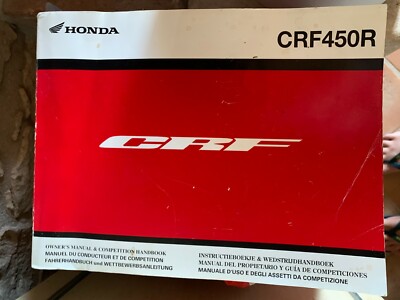 HONDA
CRF450R
CRF
OWNER'S MANUAL & COMPETITION HANDBOOK
MANUEL DU CONDUCTEUR ET DE COMPETITION
FAHRERHANDBUCH und WETTBEWERBSANLEITUNG
INSTRUCTIEBOEKJE & WEDSTRIJDHANDBOEK
MANUAL DEL PROPIETARIO Y GUÍA DE COMPETICIONES
MANUALE D'USO E DEGLI ASSETTI DA COMPETIZIONE